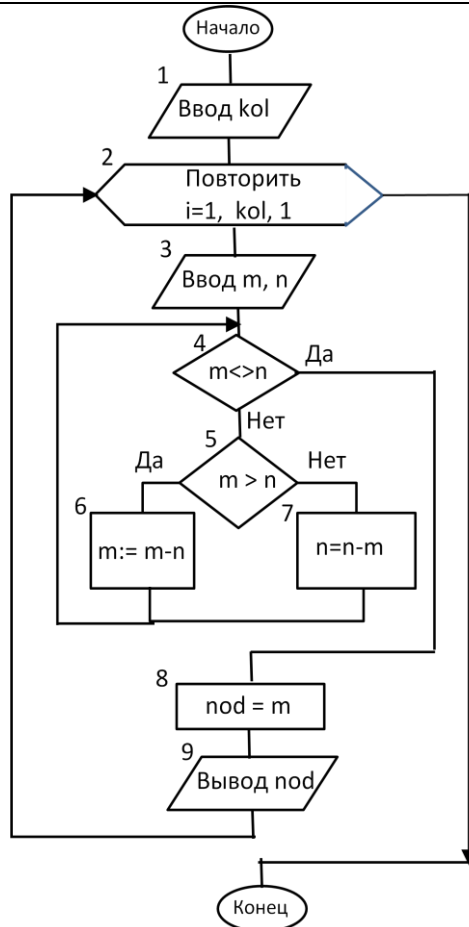 Начало
1
Ввод kol
2
Повторить
i=1, kol, 1
3
Ввод m, n
4
Да
m<>n
Нет
5
Да
m > n
Нет
6
m:= m-n
7
n=n-m
8
nod = m
9
Вывод nod
Конец